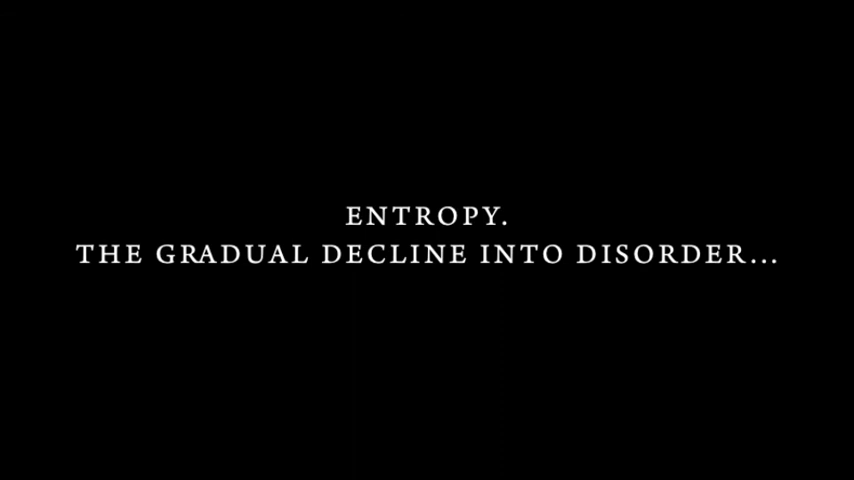 ENTROPY.
THE GRADUAL DECLINE INTO DISORDER...